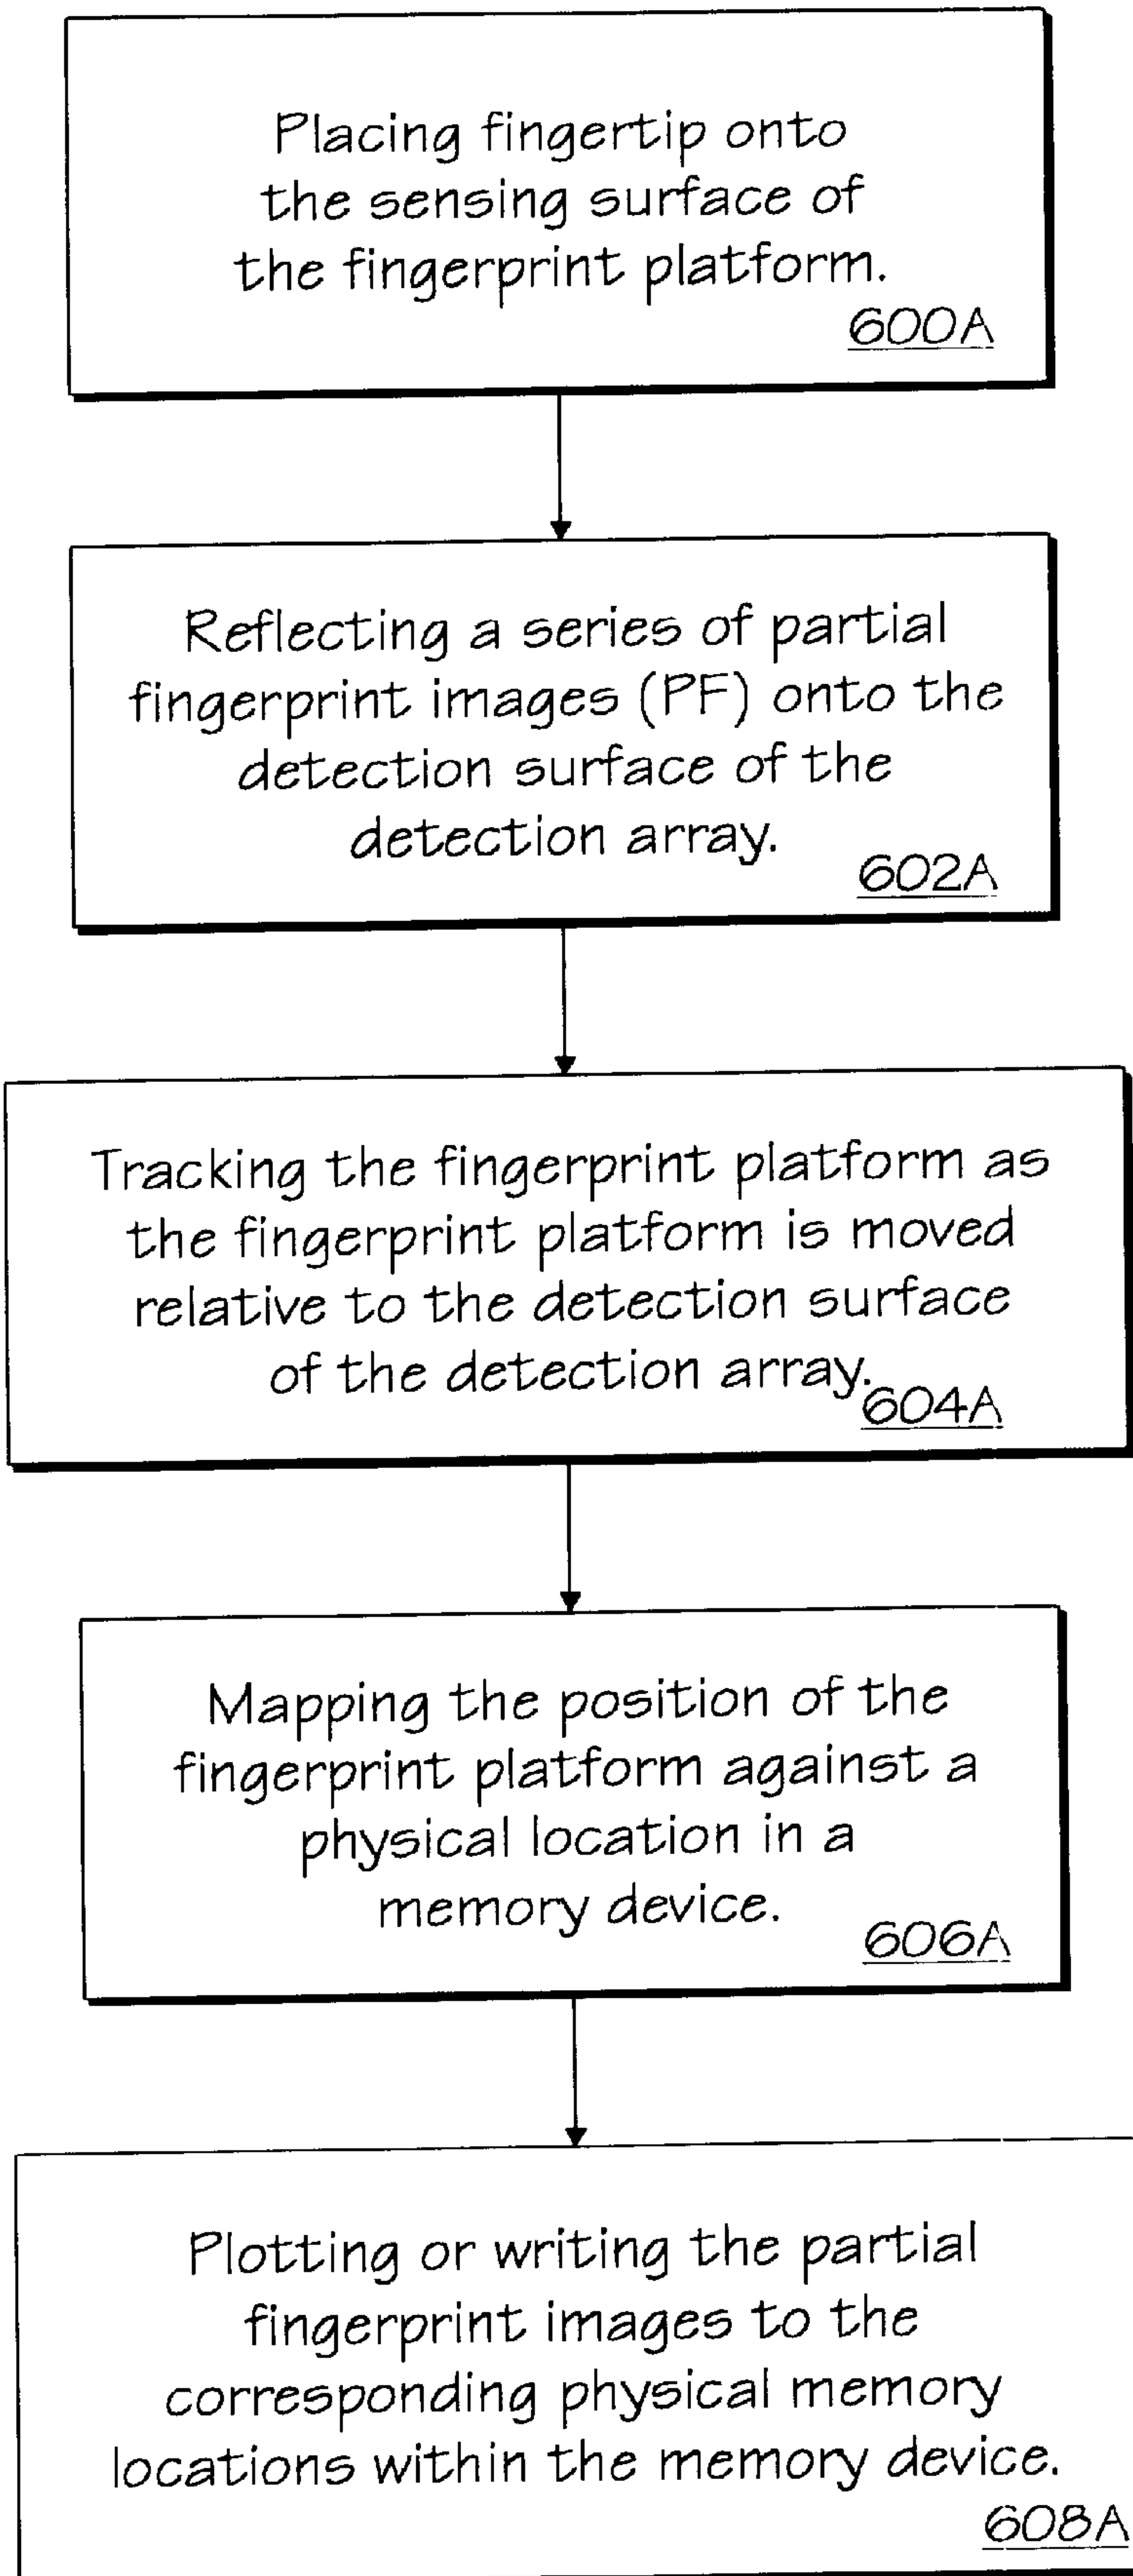 Placing fingertip onto
the sensing surface of
the fingerprint platform.
600A
Reflecting a series of partial
fingerprint images (PF) onto the
detection surface of the
detection array.
602A
Tracking the fingerprint platform as
the fingerprint platform is moved
relative to the detection surface
of the detection array.
604A
Mapping the position of the
fingerprint platform against a
physical location in a
memory device.
606A
Plotting or writing the partial
fingerprint images to the
corresponding physical memory
locations within the memory device.
608A